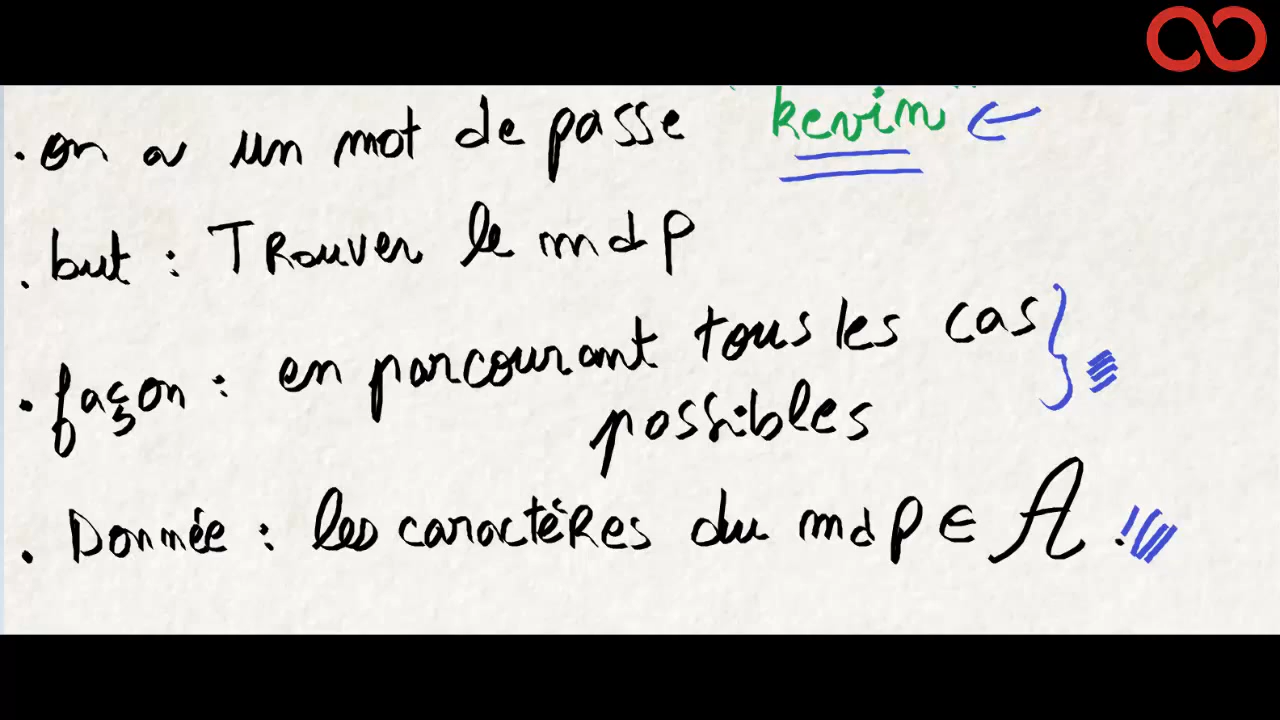 . on a un mot de passe "kevin" ←
. but : Trouver le mdp
. façon : en parcourant tous les cas
possibles
. Donnée : les caractères du mdp ∈ A .